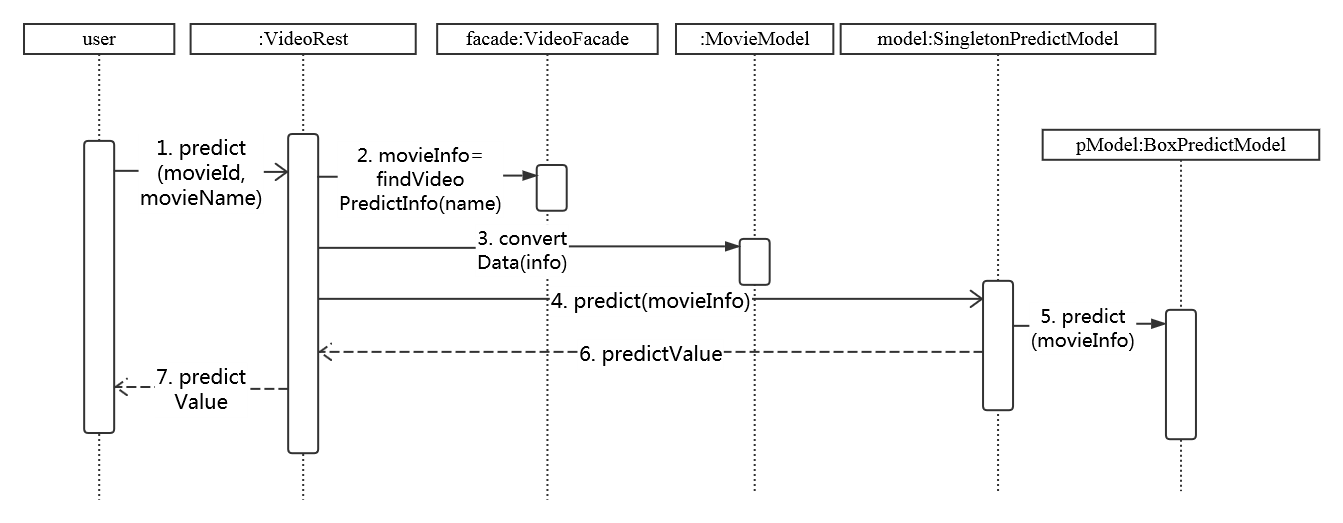 user
:VideoRest
facade:VideoFacade
:MovieModel
model:SingletonPredictModel
pModel:BoxPredictModel
1. predict
(movieId,
movieName)
2. movieInfo=
findVideo
PredictInfo(name)
3. convert
Data(info)
4. predict(movieInfo)
5. predict
(movieInfo)
6. predictValue
7. predict
Value